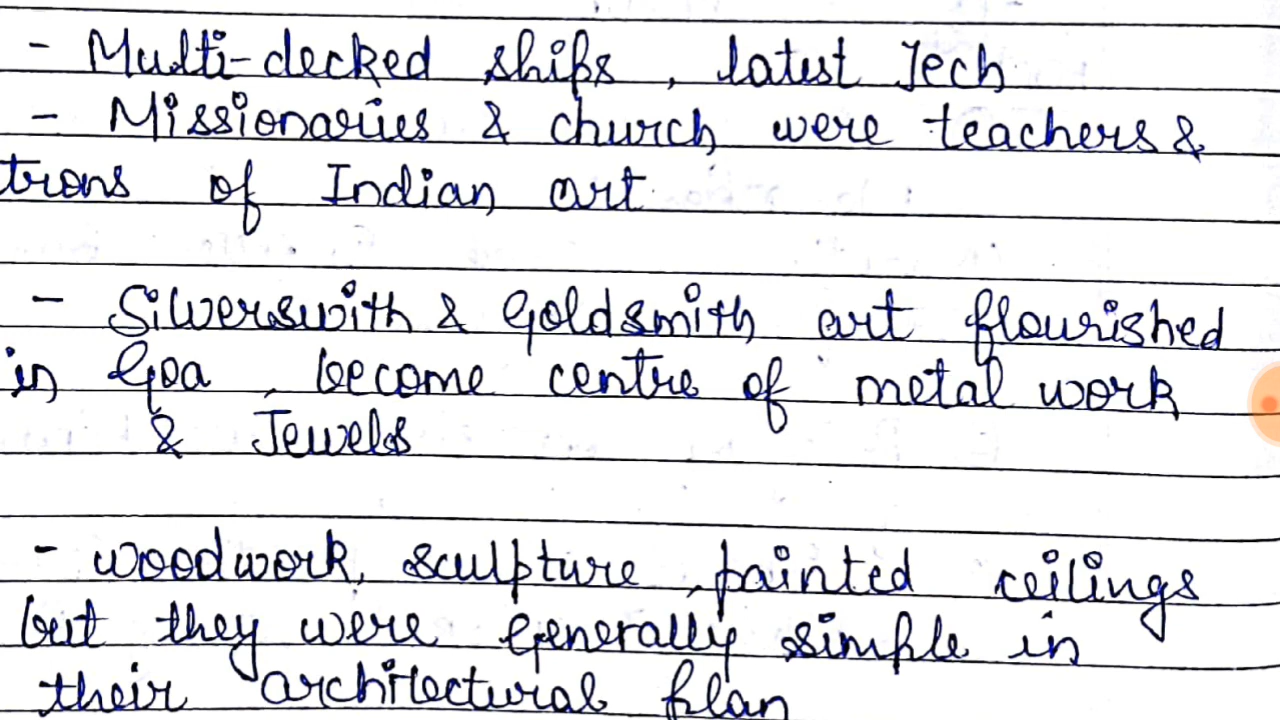 - Multi-decked ships, latest Tech
- Missionaries & church were teachers &
trons of Indian art
- Silwerswith & Goldsmith art flourished
in Goa, become centre of metal work
& Jewels
- woodwork, sculpture, painted ceilings
but they were generally simple in
their architectural plan